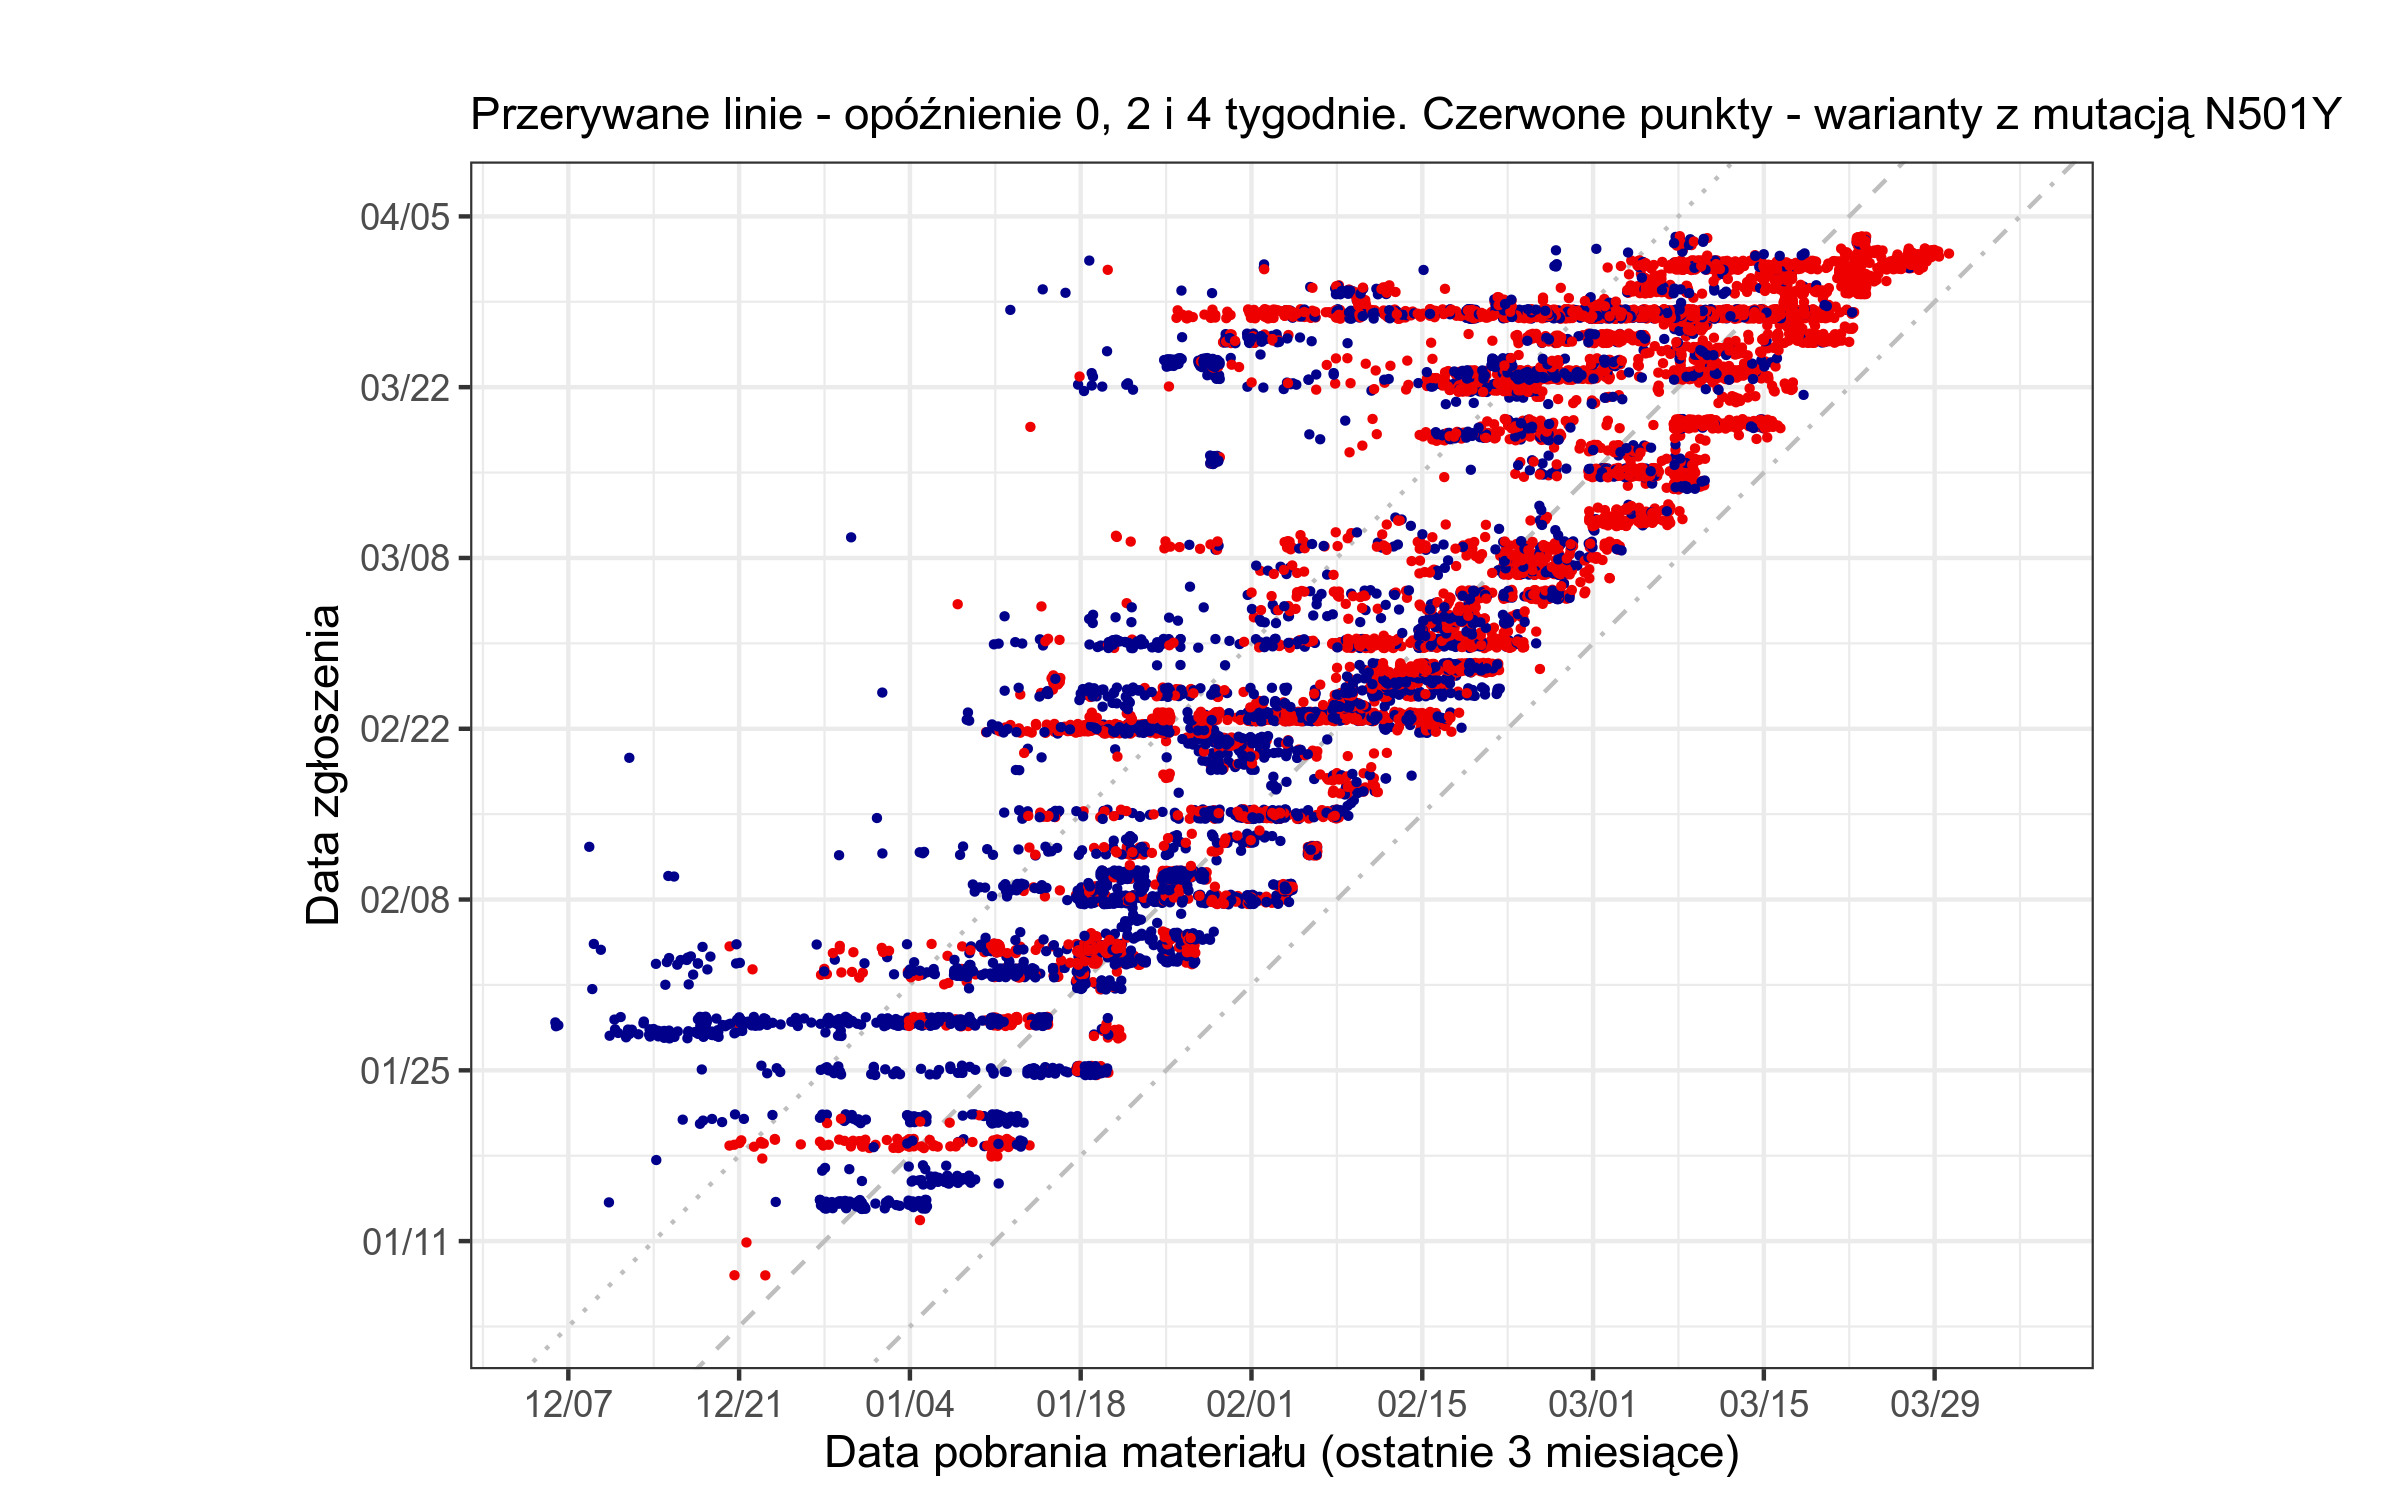 Przerywane linie - opóźnienie 0, 2 i 4 tygodnie. Czerwone punkty - warianty z mutacją N501Y
Data zgłoszenia
04/05
03/22
03/08
02/22
02/08
01/25
01/11
12/07 12/21 01/04 01/18 02/01 02/15 03/01 03/15 03/29
Data pobrania materiału (ostatnie 3 miesiące)